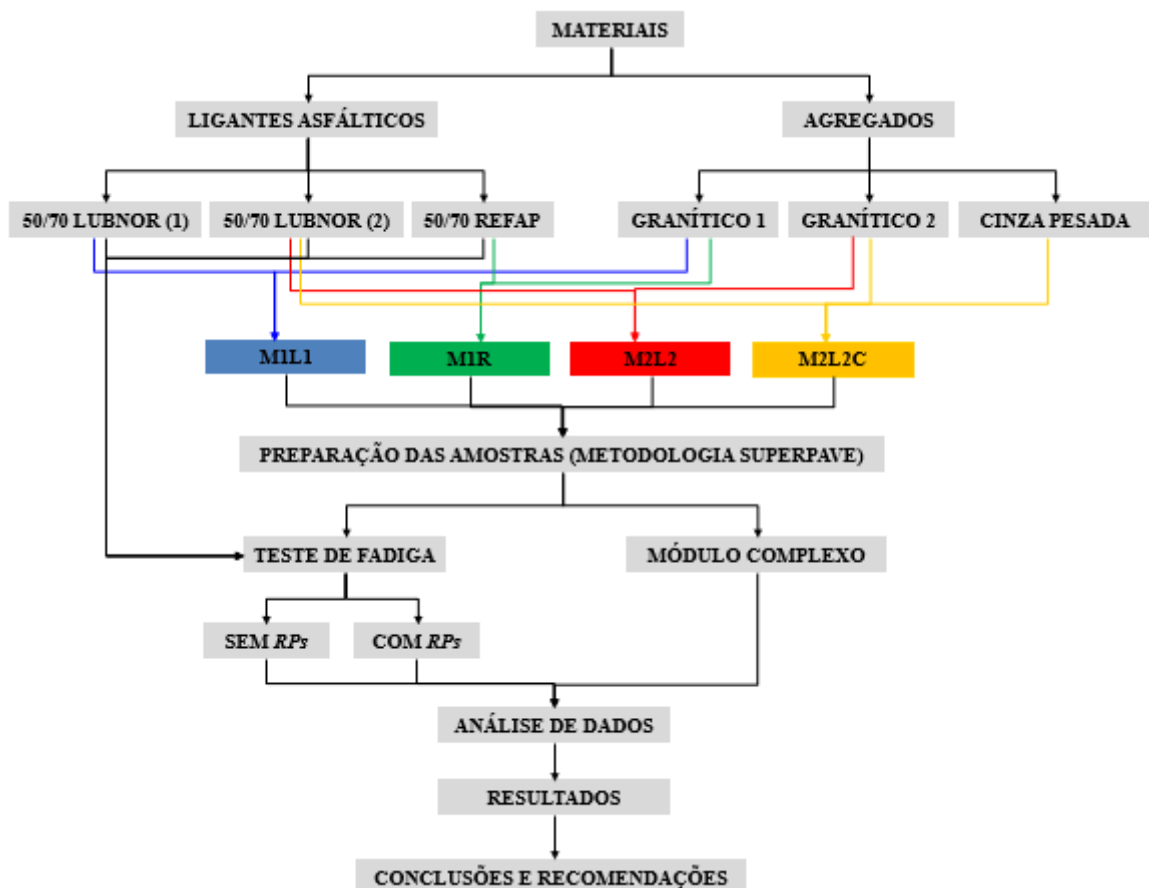 MATERIAIS
LIGANTES ASFÁLTICOS
AGREGADOS
50/70 LUBNOR (1)
50/70 LUBNOR (2)
50/70 REFAP
GRANÍTICO 1
GRANÍTICO 2
CINZA PESADA
M1L1
M1R
M2L2
M2L2C
PREPARAÇÃO DAS AMOSTRAS (METODOLOGIA SUPERPAVE)
TESTE DE FADIGA
MÓDULO COMPLEXO
SEM RPs
COM RPs
ANÁLISE DE DADOS
RESULTADOS
CONCLUSÕES E RECOMENDAÇÕES